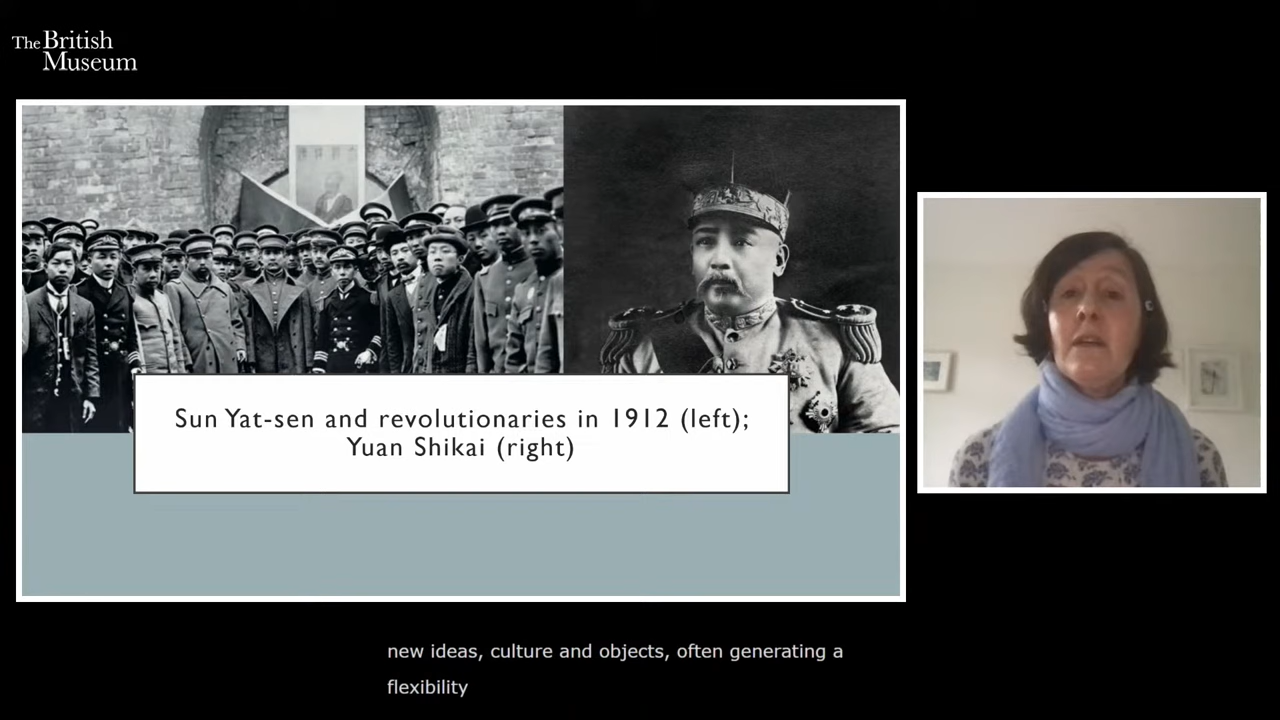 The British
Museum
Sun Yat-sen and revolutionaries in 1912 (left);
Yuan Shikai (right)
new ideas, culture and objects, often generating a
flexibility